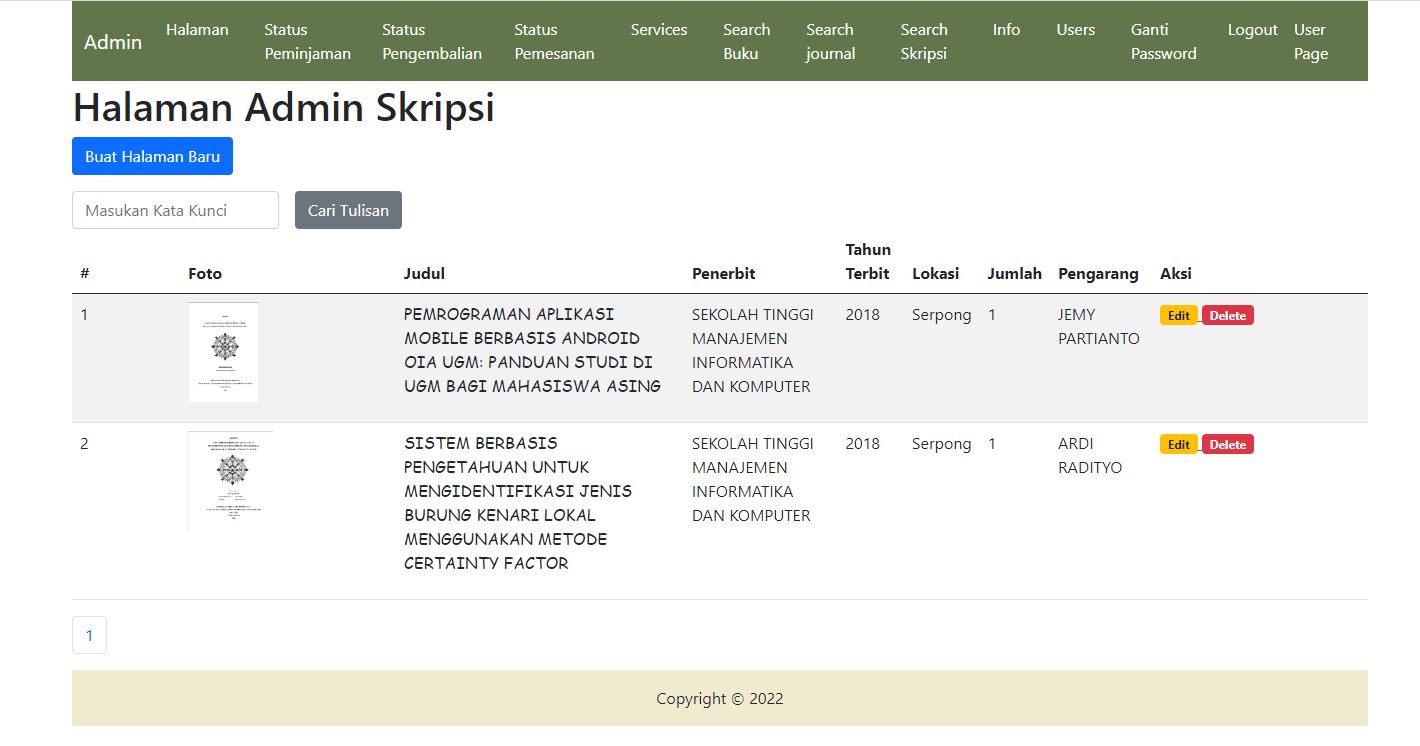 Admin
Halaman
Status
Peminjaman
Status
Pengembalian
Status
Pemesanan
Services
Search
Buku
Search
journal
Search
Skripsi
Info
Users
Ganti
Password
Logout
User
Page
Halaman Admin Skripsi
Buat Halaman Baru
Masukan Kata Kunci
Cari Tulisan
#
Foto
Judul
Penerbit
Tahun
Terbit
Lokasi
Jumlah
Pengarang
Aksi
1
PEMROGRAMAN APLIKASI
MOBILE BERBASIS ANDROID
OIA UGM: PANDUAN STUDI DI
UGM BAGI MAHASISWA ASING
SEKOLAH TINGGI
MANAJEMEN
INFORMATIKA
DAN KOMPUTER
2018
Serpong
1
JEMY
PARTIANTO
Edit
Delete
2
SISTEM BERBASIS
PENGETAHUAN UNTUK
MENGIDENTIFIKASI JENIS
BURUNG KENARI LOKAL
MENGGUNAKAN METODE
CERTAINTY FACTOR
SEKOLAH TINGGI
MANAJEMEN
INFORMATIKA
DAN KOMPUTER
2018
Serpong
1
ARDI
RADITYO
Edit
Delete
1
Copyright © 2022